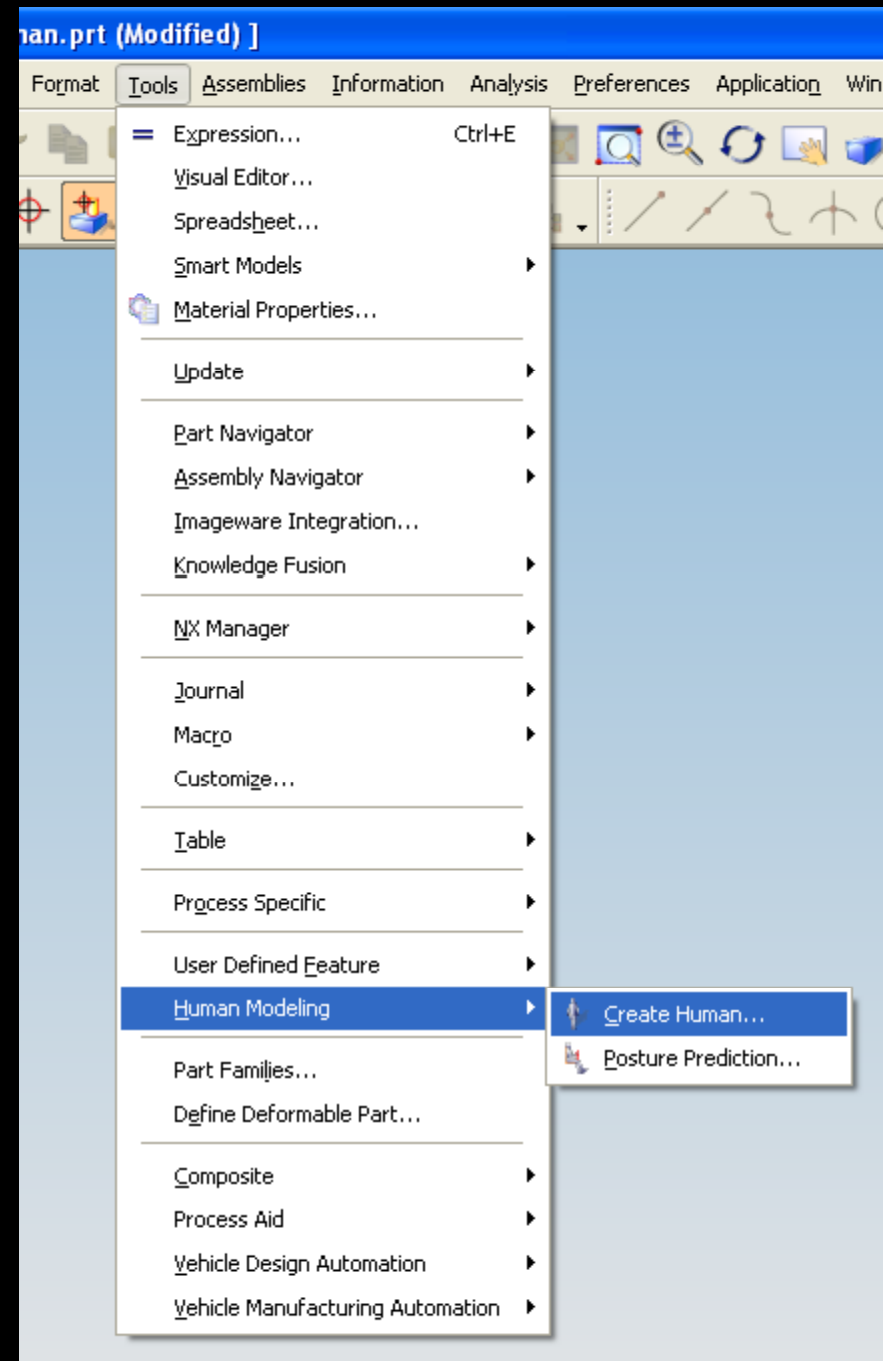 nan.prt (Modified) ]
Format Tools Assemblies Information Analysis Preferences Application Win
Expression... Ctrl+E
Visual Editor...
Spreadsheet...
Smart Models
Material Properties...
Update
Part Navigator
Assembly Navigator
Imageware Integration...
Knowledge Fusion
NX Manager
Journal
Macro
Customize...
Table
Process Specific
User Defined Feature
Human Modeling
Create Human...
Posture Prediction...
Part Families...
Define Deformable Part...
Composite
Process Aid
Vehicle Design Automation
Vehicle Manufacturing Automation